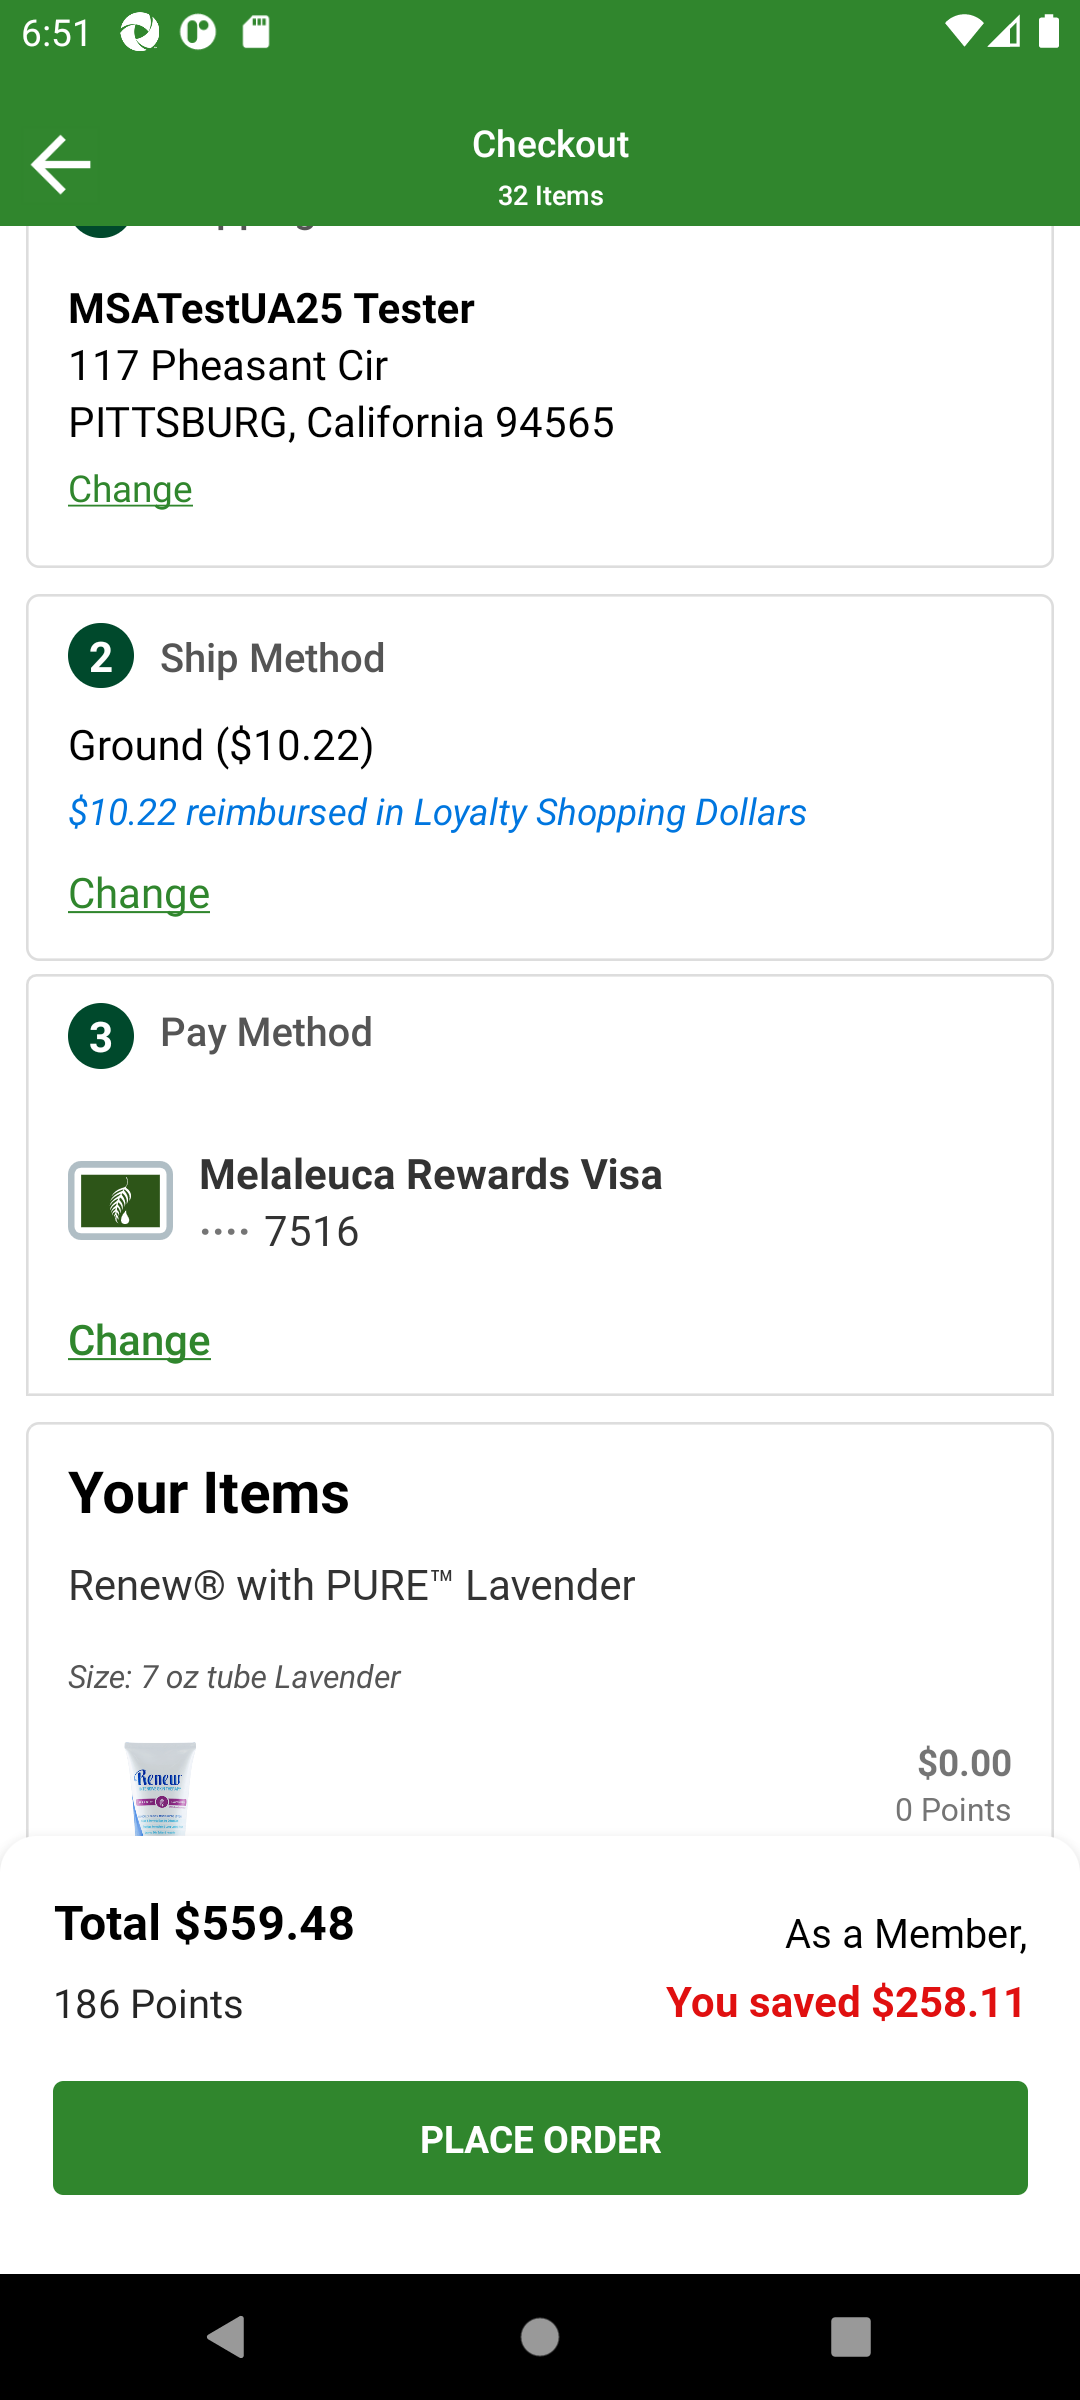 6:51
Checkout
32 Items
MSATestUA25 Tester
117 Pheasant Cir
PITTSBURG, California 94565
Change
2 Ship Method
Ground ($10.22)
$10.22 reimbursed in Loyalty Shopping Dollars
Change
3 Pay Method
Melaleuca Rewards Visa
···· 7516
Change
Your Items
Renew® with PURE™ Lavender
Size: 7 oz tube Lavender
Renew
$0.00
0 Points
Total $559.48
As a Member,
186 Points
You saved $258.11
PLACE ORDER